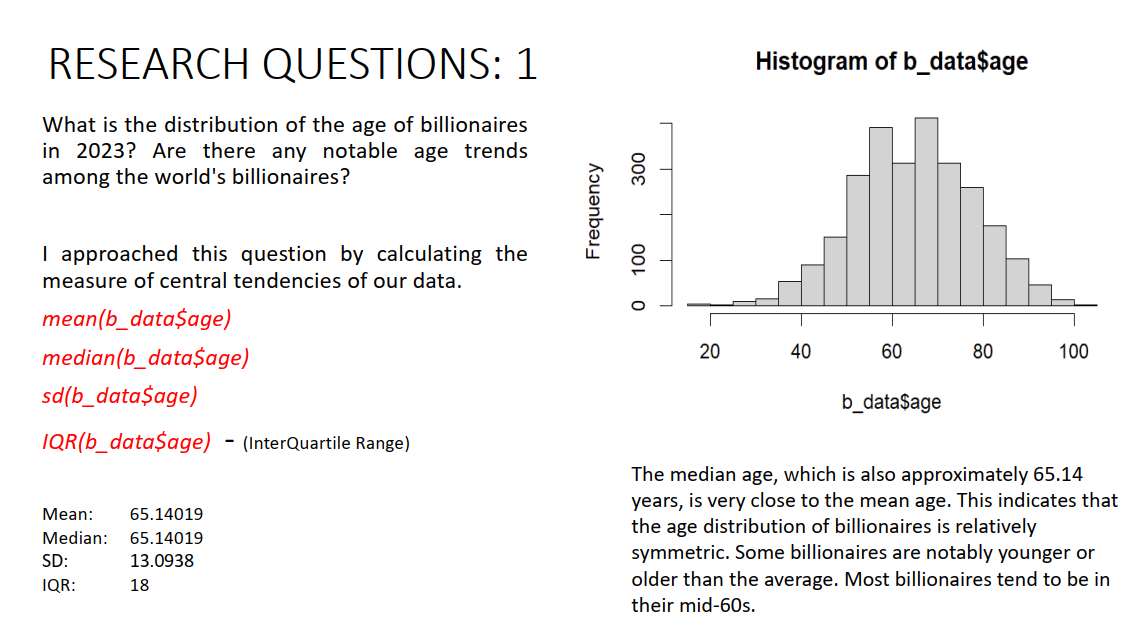 RESEARCH QUESTIONS: 1
What is the distribution of the age of billionaires
in 2023? Are there any notable age trends
among the world's billionaires?
I approached this question by calculating the
measure of central tendencies of our data.
mean(b_data$age)
median(b_data$age)
sd(b_data$age)
IQR(b_data$age) - (InterQuartile Range)
Mean: 65.14019
Median: 65.14019
SD: 13.0938
IQR: 18
Histogram of b_data$age
Frequency
300
100
0
20 40 60 80 100
b_data$age
The median age, which is also approximately 65.14
years, is very close to the mean age. This indicates that
the age distribution of billionaires is relatively
symmetric. Some billionaires are notably younger or
older than the average. Most billionaires tend to be in
their mid-60s.